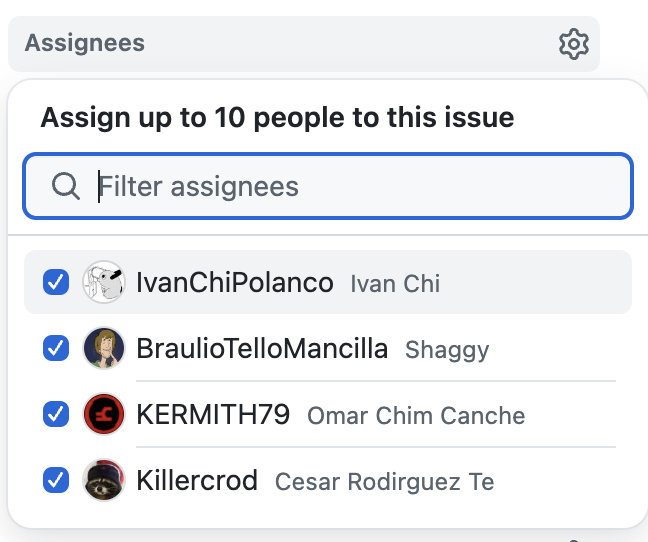 Assignees
Assign up to 10 people to this issue
Filter assignees
IvanChiPolanco Ivan Chi
BraulioTelloMancilla Shaggy
KERMITH79 Omar Chim Canche
Killercrod Cesar Rodirguez Te